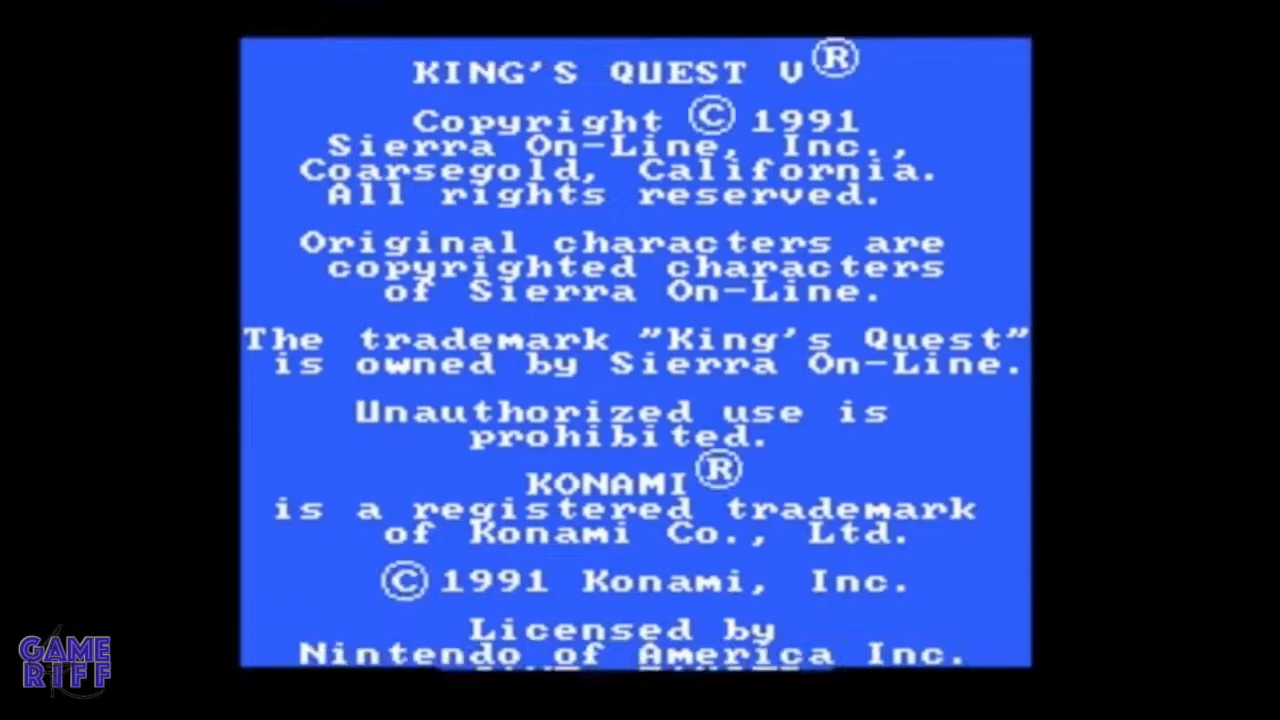 KING'S QUEST V®
Copyright © 1991
Sierra On-Line, Inc.,
Coarsegold, California.
All rights reserved.
Original characters are
copyrighted characters
of Sierra On-Line.
The trademark "King's Quest"
is owned by Sierra On-Line.
Unauthorized use is
prohibited.
KONAMI®
is a registered trademark
of Konami Co., Ltd.
© 1991 Konami, Inc.
Licensed by
Nintendo of America Inc.
GAME
RIFF